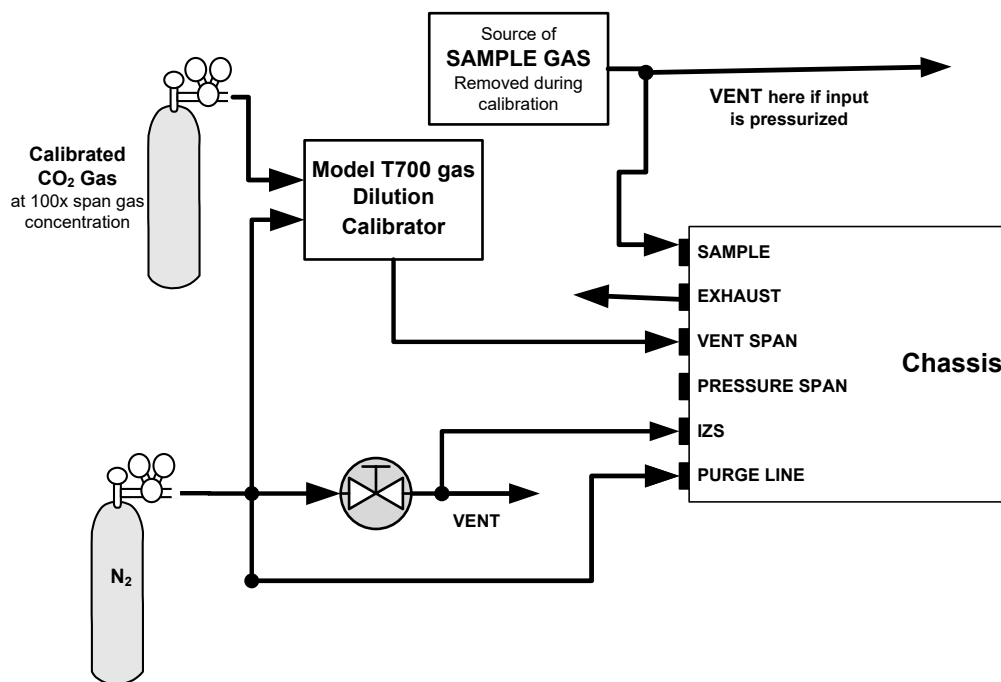 Source of
SAMPLE GAS
Removed during
calibration
VENT here if input
is pressurized
Calibrated
CO₂ Gas
at 100x span gas
concentration
Model T700 gas
Dilution
Calibrator
SAMPLE
EXHAUST
VENT SPAN
Chassis
PRESSURE SPAN
IZS
PURGE LINE
VENT
N₂